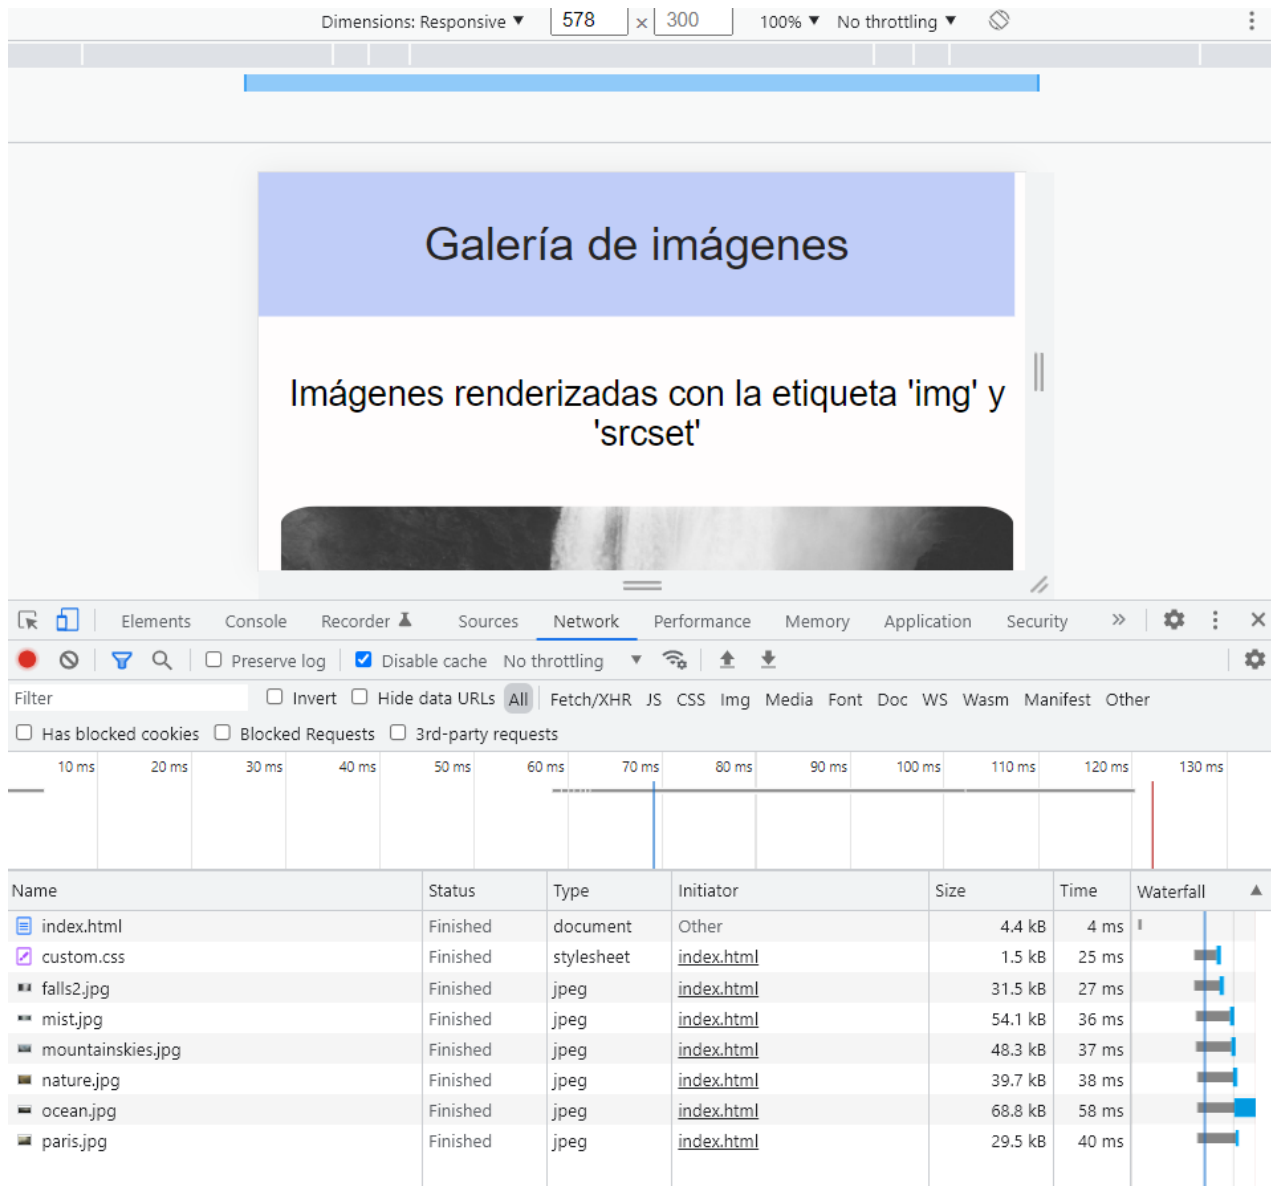 Dimensions: Responsive ▼ 578 × 300 100% ▼ No throttling ▼
Galería de imágenes
Imágenes renderizadas con la etiqueta 'img' y
'srcset'
Elements Console Recorder Sources Network Performance Memory Application Security »
Preserve log Disable cache No throttling ▼
Filter Invert Hide data URLs All Fetch/XHR JS CSS Img Media Font Doc WS Wasm Manifest Other
Has blocked cookies Blocked Requests 3rd-party requests
10 ms 20 ms 30 ms 40 ms 50 ms 60 ms 70 ms 80 ms 90 ms 100 ms 110 ms 120 ms 130 ms
Name Status Type Initiator Size Time Waterfall ▲
index.html Finished document Other 4.4 kB 4 ms
custom.css Finished stylesheet index.html 1.5 kB 25 ms
falls2.jpg Finished jpeg index.html 31.5 kB 27 ms
mist.jpg Finished jpeg index.html 54.1 kB 36 ms
mountainskies.jpg Finished jpeg index.html 48.3 kB 37 ms
nature.jpg Finished jpeg index.html 39.7 kB 38 ms
ocean.jpg Finished jpeg index.html 68.8 kB 58 ms
paris.jpg Finished jpeg index.html 29.5 kB 40 ms